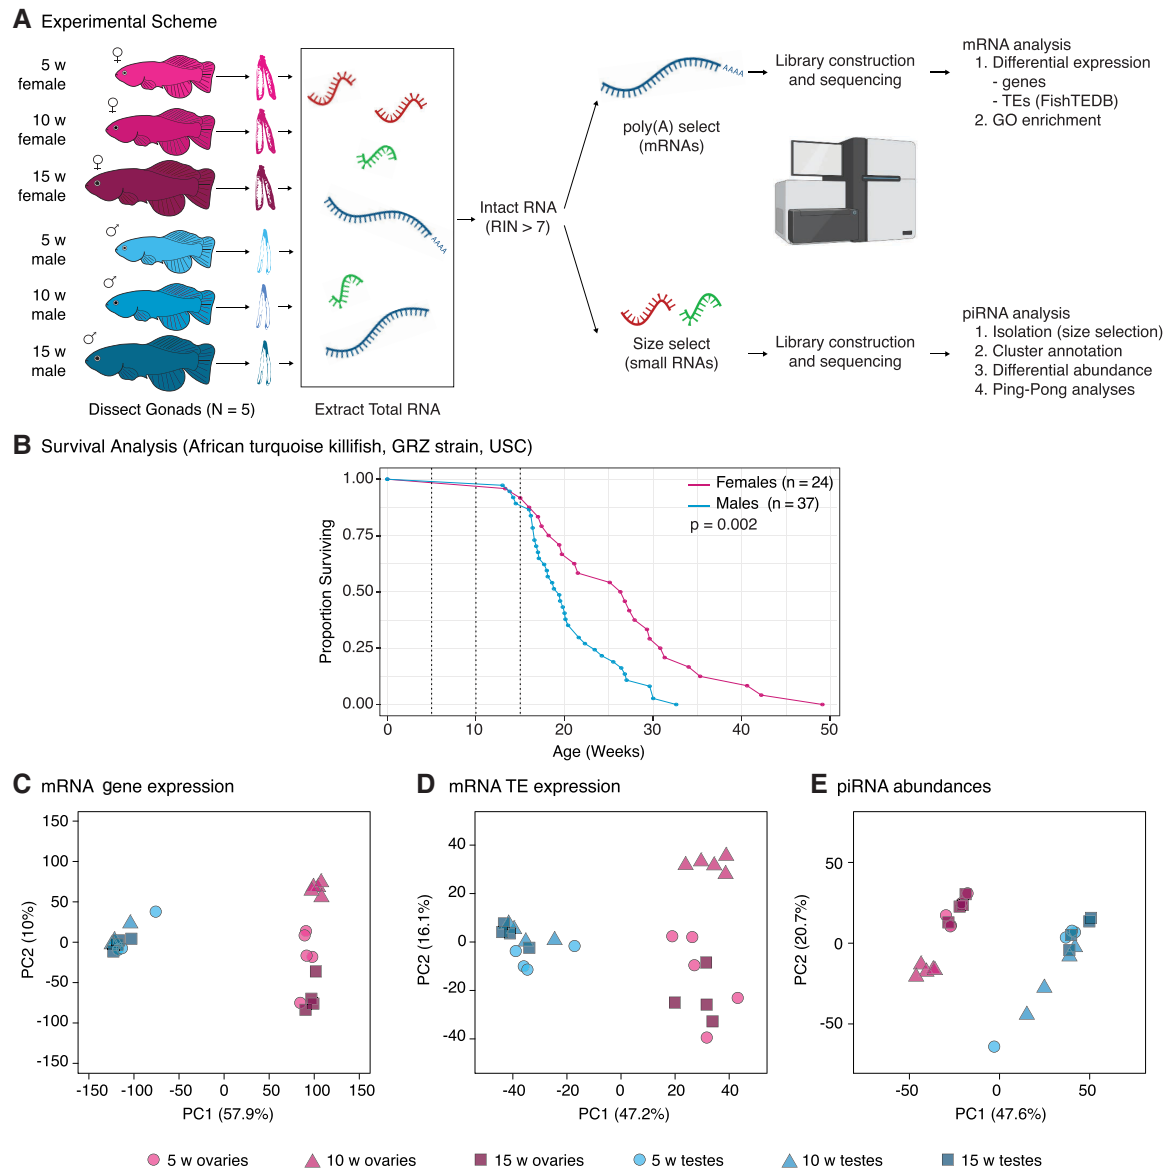 A Experimental Scheme
5 w
female
♀
10 w
female
♀
15 w
female
♀
5 w
male
♂
10 w
male
♂
15 w
male
♂
Dissect Gonads (N = 5)
AAAA
Extract Total RNA
Intact RNA
(RIN > 7)
AAAA
poly(A) select
(mRNAs)
Size select
(small RNAs)
Library construction
and sequencing
Library construction
and sequencing
mRNA analysis
1. Differential expression
- genes
- TEs (FishTEDB)
2. GO enrichment
piRNA analysis
1. Isolation (size selection)
2. Cluster annotation
3. Differential abundance
4. Ping-Pong analyses
B Survival Analysis (African turquoise killifish, GRZ strain, USC)
Proportion Surviving
1.00
0.75
0.50
0.25
0.00
Females (n = 24)
Males (n = 37)
p = 0.002
0 10 20 30 40 50
Age (Weeks)
C mRNA gene expression
PC2 (10%)
150
100
50
0
-50
-100
-150
-150 -100 -50 0 50 100 150
PC1 (57.9%)
D mRNA TE expression
PC2 (16.1%)
40
20
0
-20
-40
-40 -20 0 20 40
PC1 (47.2%)
E piRNA abundances
PC2 (20.7%)
50
0
-50
-50 0 50
PC1 (47.6%)
5 w ovaries 10 w ovaries 15 w ovaries 5 w testes 10 w testes 15 w testes